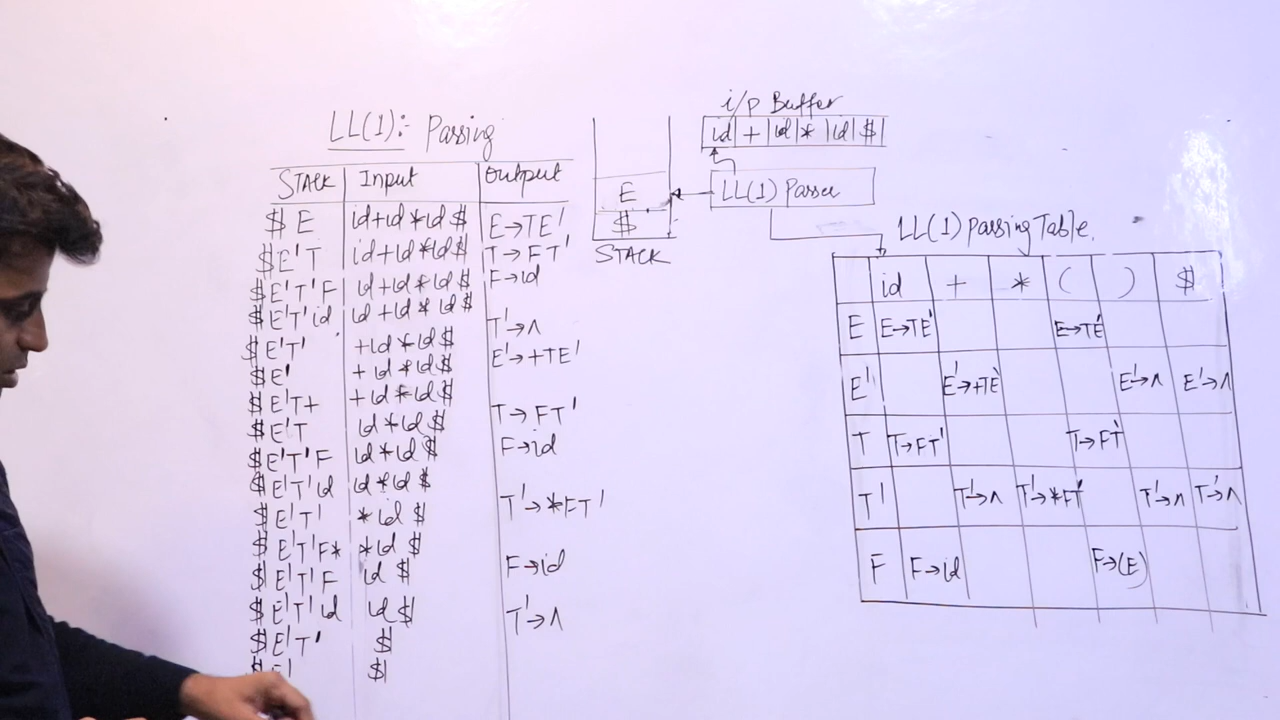 LL(1):- Parsing
STACK Input Output
$ E id+id*id$ E→TE'
$E'T id+id*id$ T→FT'
$E'T'F id+id*id$ F→id
$E'T'id id+id*id$
$E'T' +id*id$ T'→Λ
$E' +id*id$ E'→+TE'
$E'T+ +id*id$
$E'T id*id$ T→FT'
$E'T'F id*id$ F→id
$E'T'id id*id$
$E'T' *id$ T'→*FT'
$E'T'F* *id$
$E'T'F id$ F→id
$E'T'id id$
$E'T' $ T'→Λ
$E' $
i/p Buffer
id + id * id $
LL(1) Parser
E
$
STACK
LL(1) Parsing Table.
id + * ( ) $
E E→TE' E→TE'
E' E'→+TE' E'→Λ E'→Λ
T T→FT' T→FT'
T' T'→Λ T'→*FT' T'→Λ T'→Λ
F F→id F→(E)